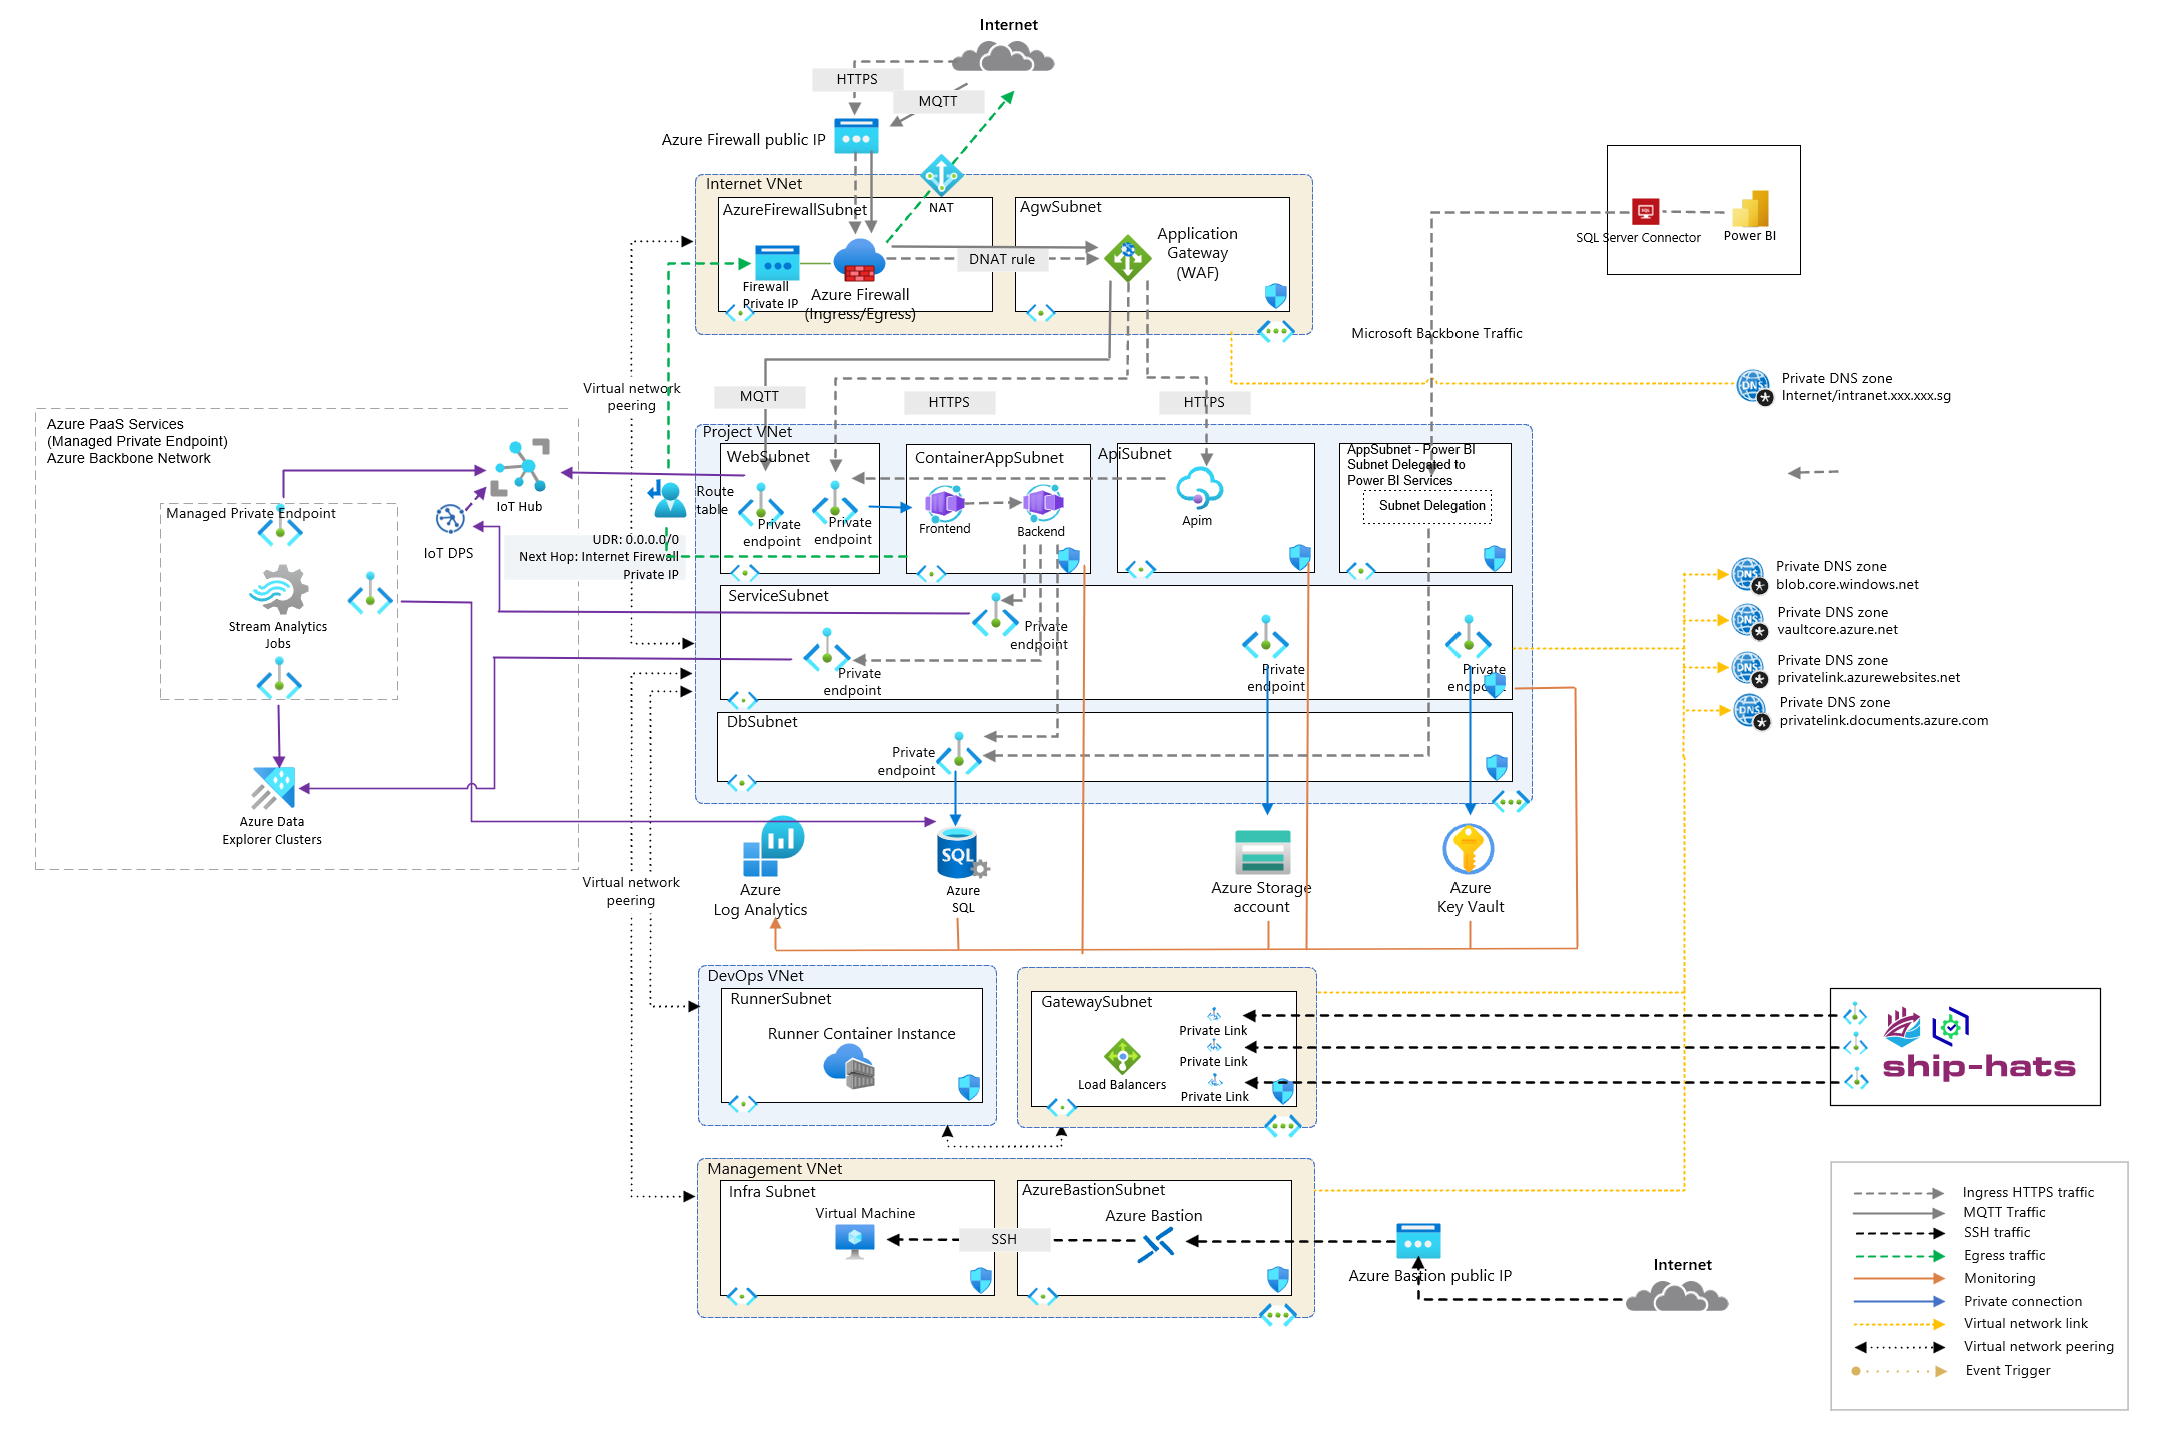 Internet
HTTPS
MQTT
Azure Firewall public IP
Internet VNet
AzureFirewallSubnet
NAT
AgwSubnet
Application
Gateway
(WAF)
DNAT rule
Firewall
Private IP
Azure Firewall
(Ingress/Egress)
SQL Server Connector
Power BI
Microsoft Backbone Traffic
Private DNS zone
Internet/intranet.xxx.xxx.sg
Virtual network
peering
MQTT
HTTPS
HTTPS
Azure PaaS Services
(Managed Private Endpoint)
Azure Backbone Network
IoT Hub
IoT DPS
Managed Private Endpoint
Stream Analytics
Jobs
Azure Data
Explorer Clusters
Project VNet
WebSubnet
Route
table
Private
endpoint
Private
endpoint
UDR: 0.0.0.0/0
Next Hop: Internet Firewall
Private IP
ContainerAppSubnet
Frontend
Backend
ApiSubnet
Apim
AppSubnet - Power BI
Subnet Delegated to
Power BI Services
Subnet Delegation
ServiceSubnet
Private
endpoint
Private
endpoint
Private
endpoint
Private
endpoint
DbSubnet
Private
endpoint
DNS
Private DNS zone
blob.core.windows.net
DNS
Private DNS zone
vaultcore.azure.net
DNS
Private DNS zone
privatelink.azurewebsites.net
DNS
Private DNS zone
privatelink.documents.azure.com
DNS
Virtual network
peering
Azure
Log Analytics
SQL
Azure
SQL
Azure Storage
account
Azure
Key Vault
DevOps VNet
RunnerSubnet
Runner Container Instance
GatewaySubnet
Load Balancers
Private Link
Private Link
Private Link
ship-hats
Management VNet
Infra Subnet
Virtual Machine
SSH
AzureBastionSubnet
Azure Bastion
Azure Bastion public IP
Internet
Ingress HTTPS traffic
MQTT Traffic
SSH traffic
Egress traffic
Monitoring
Private connection
Virtual network link
Virtual network peering
Event Trigger